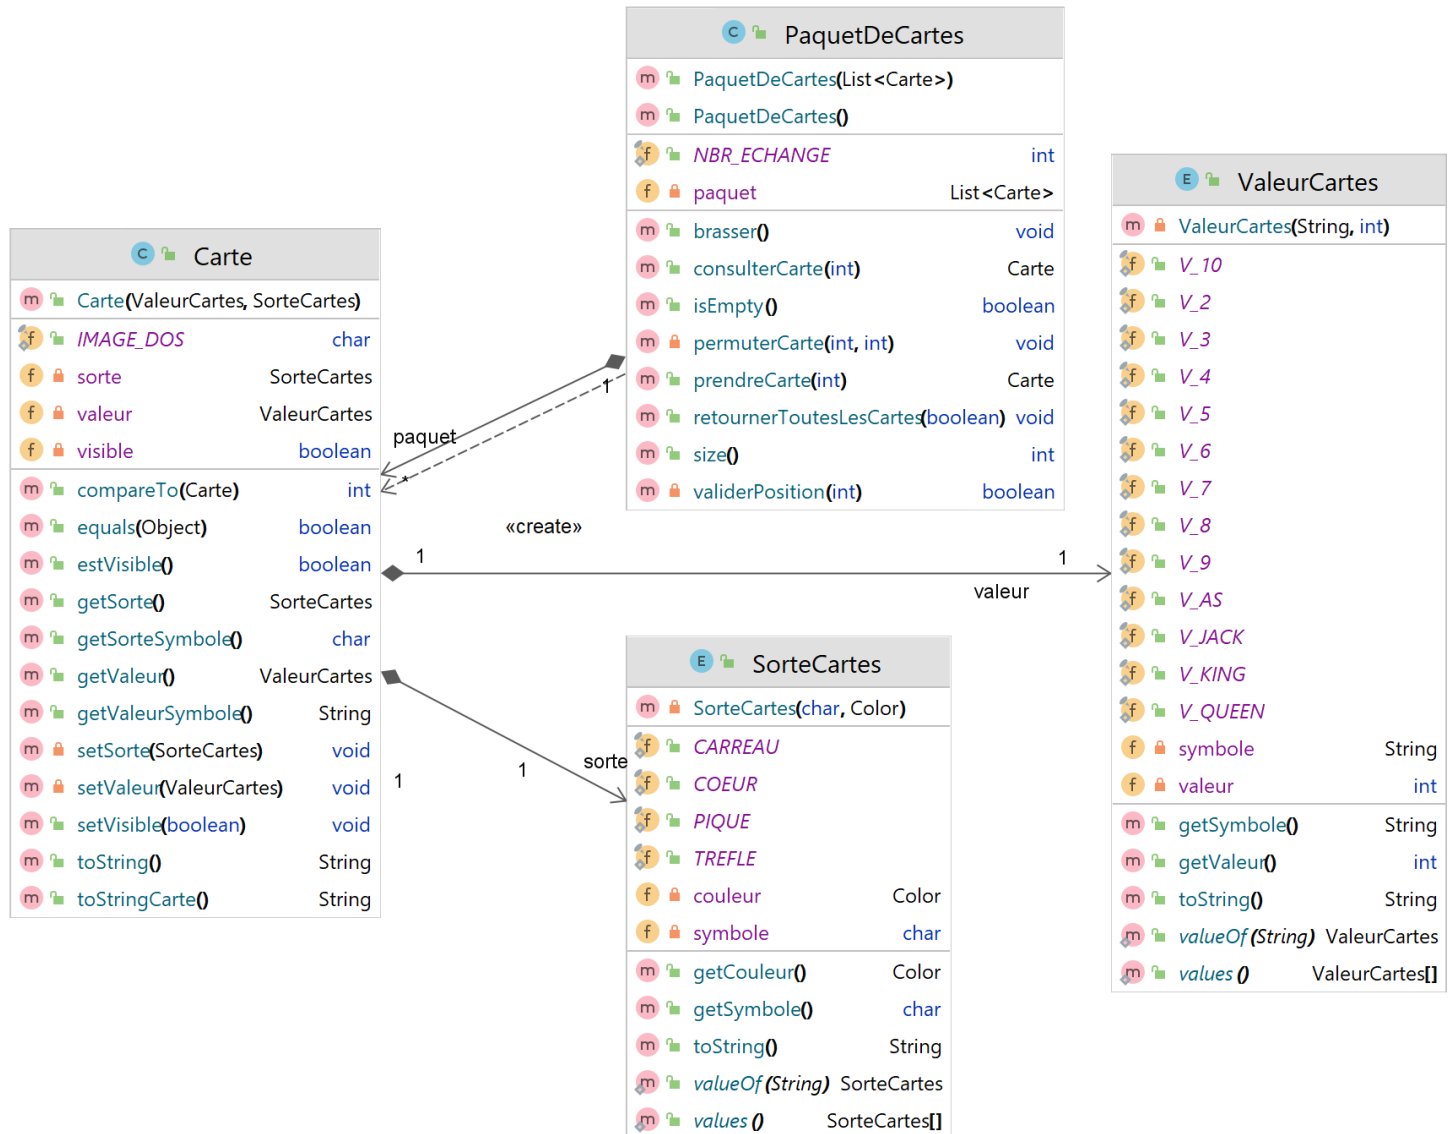 PaquetDeCartes
PaquetDeCartes(List<Carte>)
PaquetDeCartes()
NBR_ECHANGE int
paquet List<Carte>
brasser() void
consulterCarte(int) Carte
isEmpty() boolean
permuterCarte(int, int) void
prendreCarte(int) Carte
retournerToutesLesCartes(boolean) void
size() int
validerPosition(int) boolean
Carte
Carte(ValeurCartes, SorteCartes)
IMAGE_DOS char
sorte SorteCartes
valeur ValeurCartes
visible boolean
compareTo(Carte) int
equals(Object) boolean
estVisible() boolean
getSorte() SorteCartes
getSorteSymbole() char
getValeur() ValeurCartes
getValeurSymbole() String
setSorte(SorteCartes) void
setValeur(ValeurCartes) void
setVisible(boolean) void
toString() String
toStringCarte() String
1
paquet
*
«create»
1
1
valeur
1
1
sorte
SorteCartes
SorteCartes(char, Color)
CARREAU
COEUR
PIQUE
TREFLE
couleur Color
symbole char
getCouleur() Color
getSymbole() char
toString() String
valueOf(String) SorteCartes
values() SorteCartes[]
ValeurCartes
ValeurCartes(String, int)
V_10
V_2
V_3
V_4
V_5
V_6
V_7
V_8
V_9
V_AS
V_JACK
V_KING
V_QUEEN
symbole String
valeur int
getSymbole() String
getValeur() int
toString() String
valueOf(String) ValeurCartes
values() ValeurCartes[]